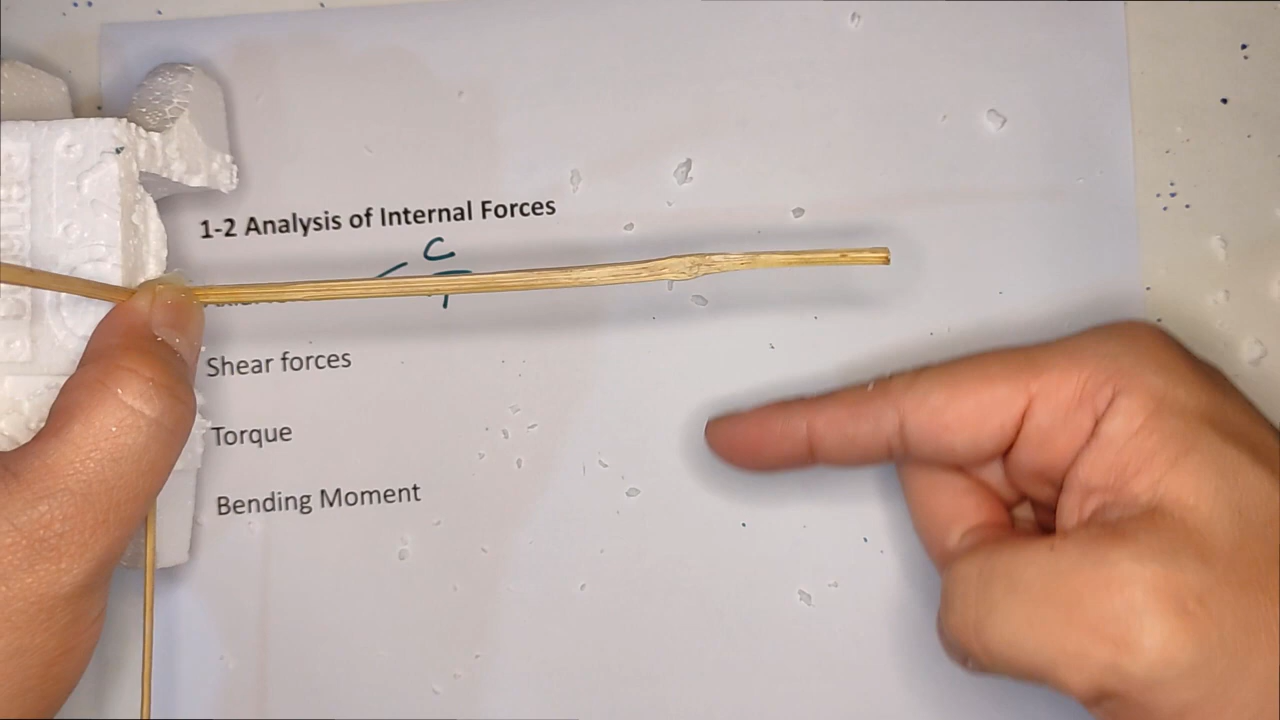 1-2 Analysis of Internal Forces
C
T
Shear forces
Torque
Bending Moment